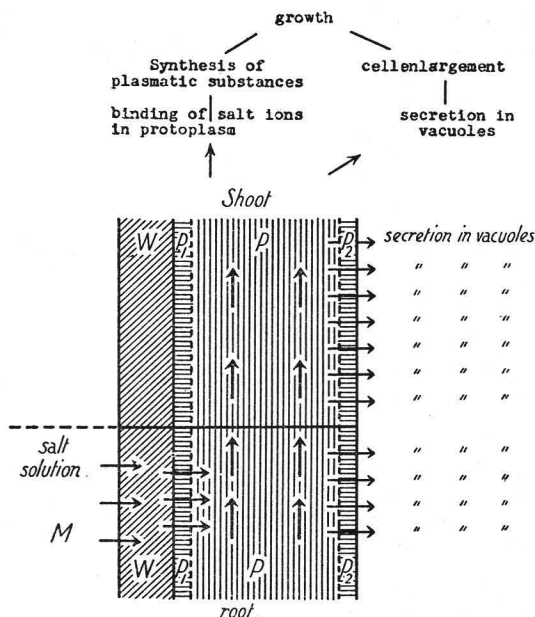 growth
Synthesis of
plasmatic substances
cellenlargement
binding of salt ions
in protoplasm
secretion in
vacuoles
Shoot
W P1 P P2 secretion in vacuoles
" " "
" " "
" " "
" " "
" " "
" " "
salt
solution
" " "
" " "
" " "
" " "
M
W P1 P P2
root